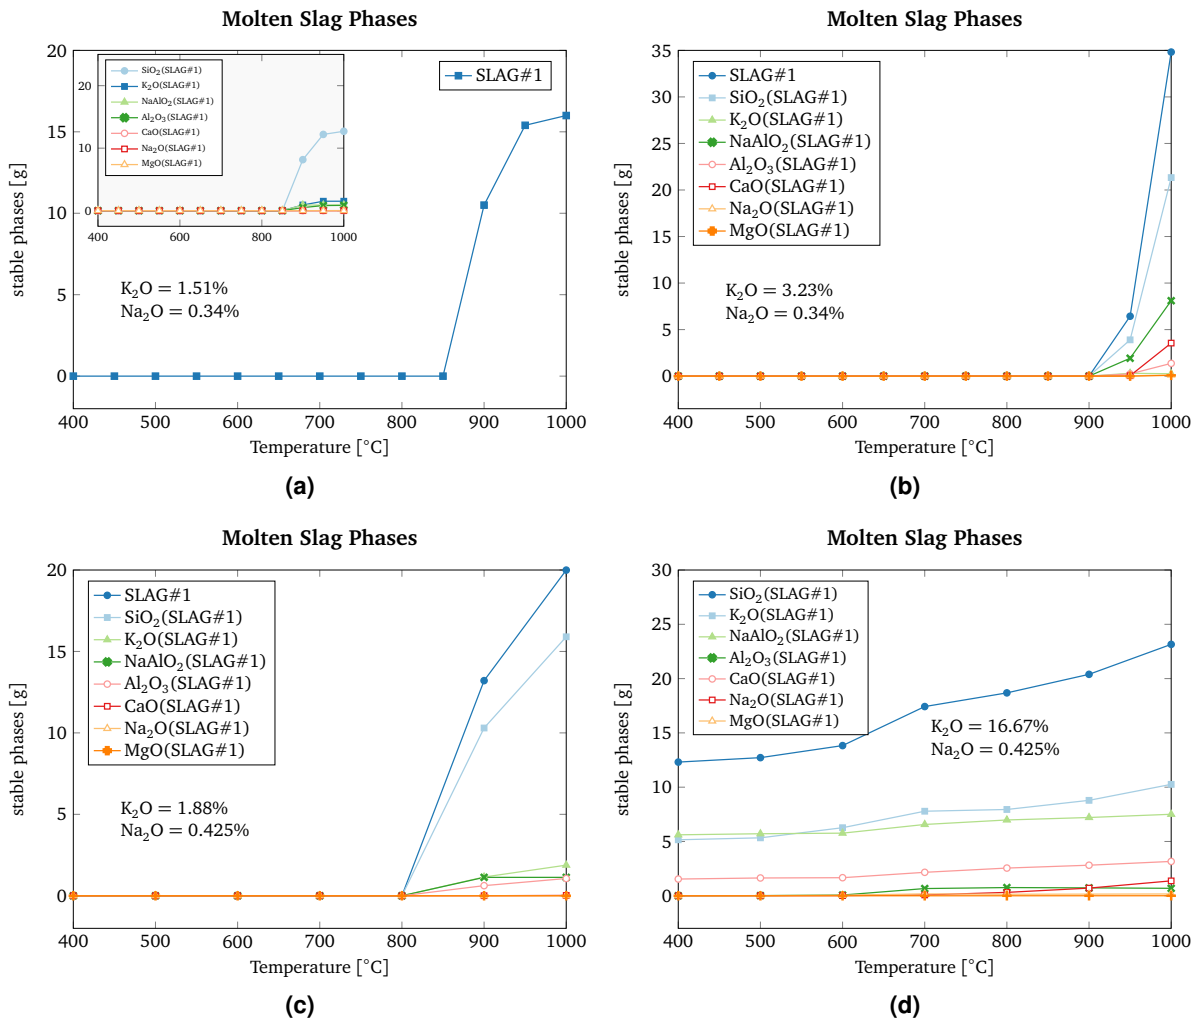 Molten Slag Phases
20
15
10
5
0
stable phases [g]
400
500
600
700
800
900
1000
Temperature [°C]
SLAG#1
K₂O = 1.51%
Na₂O = 0.34%
20
10
0
400
600
800
1000
SiO₂(SLAG#1)
K₂O(SLAG#1)
NaAlO₂(SLAG#1)
Al₂O₃(SLAG#1)
CaO(SLAG#1)
Na₂O(SLAG#1)
MgO(SLAG#1)
(a)
Molten Slag Phases
35
30
25
20
15
10
5
0
stable phases [g]
400
500
600
700
800
900
1000
Temperature [°C]
SLAG#1
SiO₂(SLAG#1)
K₂O(SLAG#1)
NaAlO₂(SLAG#1)
Al₂O₃(SLAG#1)
CaO(SLAG#1)
Na₂O(SLAG#1)
MgO(SLAG#1)
K₂O = 3.23%
Na₂O = 0.34%
(b)
Molten Slag Phases
20
15
10
5
0
stable phases [g]
400
500
600
700
800
900
1000
Temperature [°C]
SLAG#1
SiO₂(SLAG#1)
K₂O(SLAG#1)
NaAlO₂(SLAG#1)
Al₂O₃(SLAG#1)
CaO(SLAG#1)
Na₂O(SLAG#1)
MgO(SLAG#1)
K₂O = 1.88%
Na₂O = 0.425%
(c)
Molten Slag Phases
30
25
20
15
10
5
0
stable phases [g]
400
500
600
700
800
900
1000
Temperature [°C]
SiO₂(SLAG#1)
K₂O(SLAG#1)
NaAlO₂(SLAG#1)
Al₂O₃(SLAG#1)
CaO(SLAG#1)
Na₂O(SLAG#1)
MgO(SLAG#1)
K₂O = 16.67%
Na₂O = 0.425%
(d)